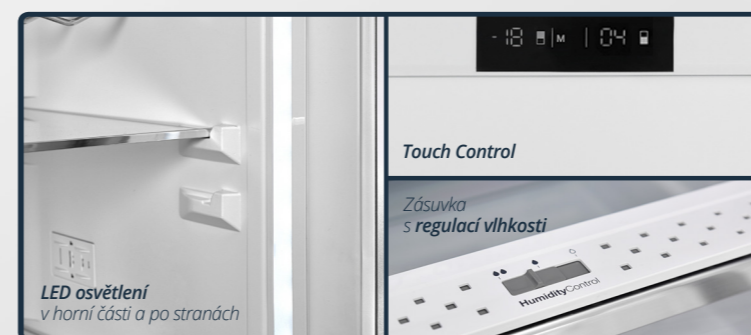 -18 M 04
Touch Control
Zásuvka
s regulací vlhkosti
HumidityControl
LED osvětlení
v horní části a po stranách